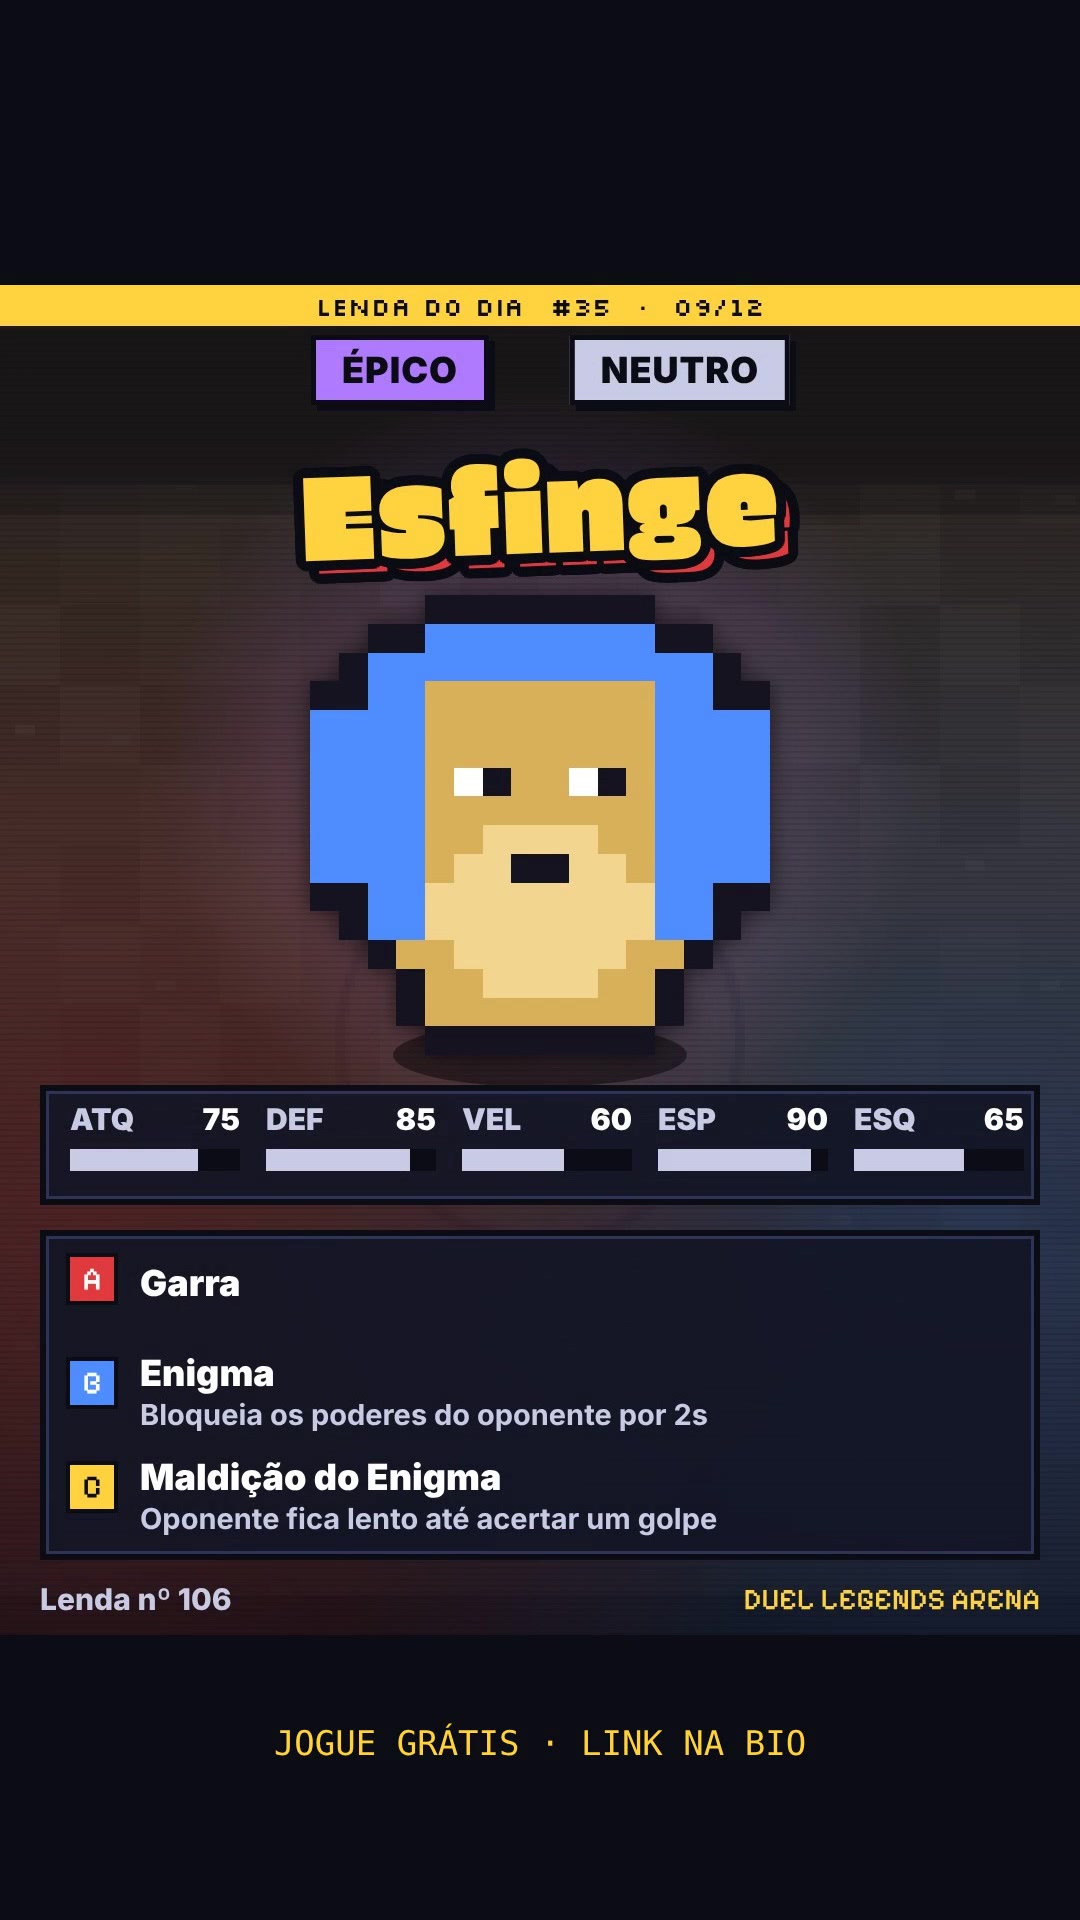 LENDA DO DIA #35 · 09/12
ÉPICO NEUTRO
Esfinge
ATQ 75 DEF 85 VEL 60 ESP 90 ESQ 65
A Garra
B Enigma
Bloqueia os poderes do oponente por 2s
C Maldição do Enigma
Oponente fica lento até acertar um golpe
Lenda nº 106 DUEL LEGENDS ARENA
JOGUE GRÁTIS · LINK NA BIO